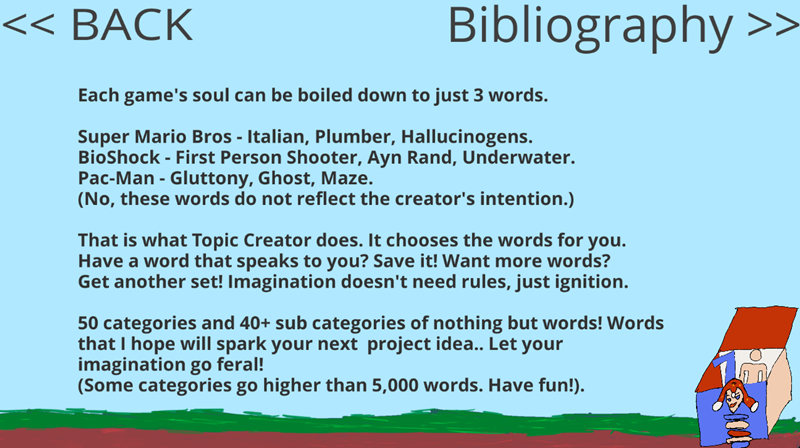 << BACK
Bibliography >>
Each game's soul can be boiled down to just 3 words.
Super Mario Bros - Italian, Plumber, Hallucinogens.
BioShock - First Person Shooter, Ayn Rand, Underwater.
Pac-Man - Gluttony, Ghost, Maze.
(No, these words do not reflect the creator's intention.)
That is what Topic Creator does. It chooses the words for you.
Have a word that speaks to you? Save it! Want more words?
Get another set! Imagination doesn't need rules, just ignition.
50 categories and 40+ sub categories of nothing but words! Words
that I hope will spark your next  project idea.. Let your
imagination go feral!
(Some categories go higher than 5,000 words. Have fun!).